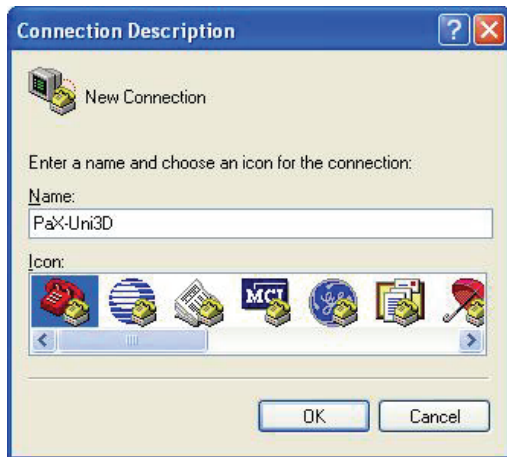 Connection Description
New Connection
Enter a name and choose an icon for the connection:
Name:
PaX-Uni3D
Icon:
MCI
OK Cancel